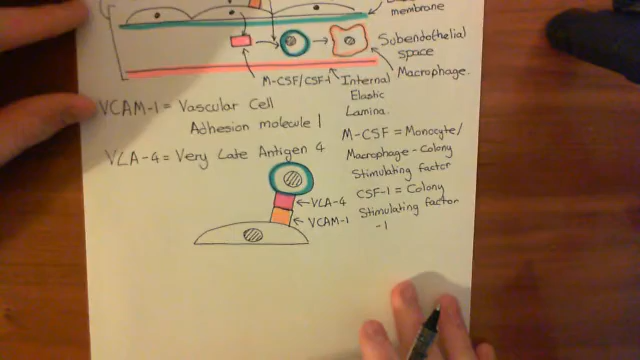 membrane
Subendothelial
space
Macrophage.
M-CSF/CSF-1
Internal
Elastic
Lamina.
VCAM-1 = Vascular Cell
Adhesion molecule 1
VLA-4 = Very Late Antigen 4
M-CSF = Monocyte/
Macrophage-Colony
Stimulating factor
CSF-1 = Colony
Stimulating factor
-1
VLA-4
VCAM-1